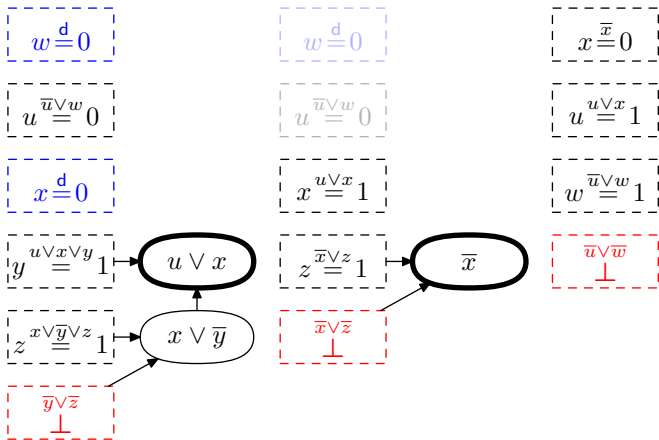 w =ᵈ 0
u =^{u̅∨w} 0
x =ᵈ 0
y =^{u∨x∨y} 1
u ∨ x
z =^{x∨y̅∨z} 1
x ∨ y̅
y̅∨z̅
⊥
w =ᵈ 0
u =^{u̅∨w} 0
x =^{u∨x} 1
z =^{x̅∨z} 1
x̅
x̅∨z̅
⊥
x =^{x̅} 0
u =^{u∨x} 1
w =^{u̅∨w} 1
u̅∨w̅
⊥